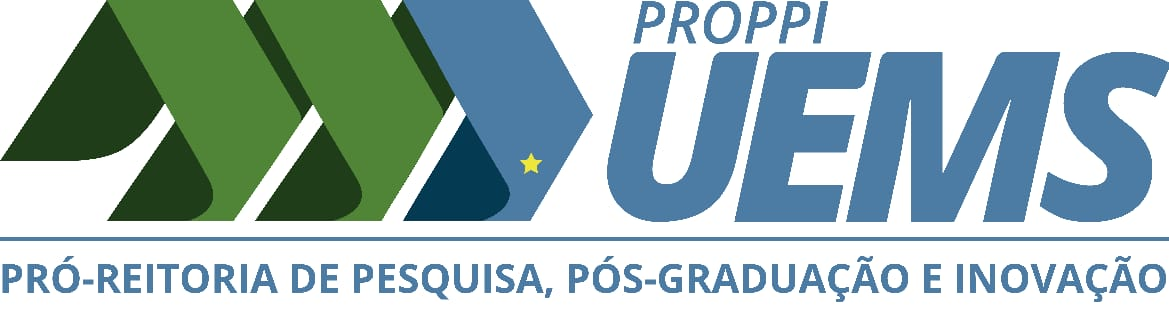 PROPPI
UEMS
PRÓ-REITORIA DE PESQUISA, PÓS-GRADUAÇÃO E INOVAÇÃO